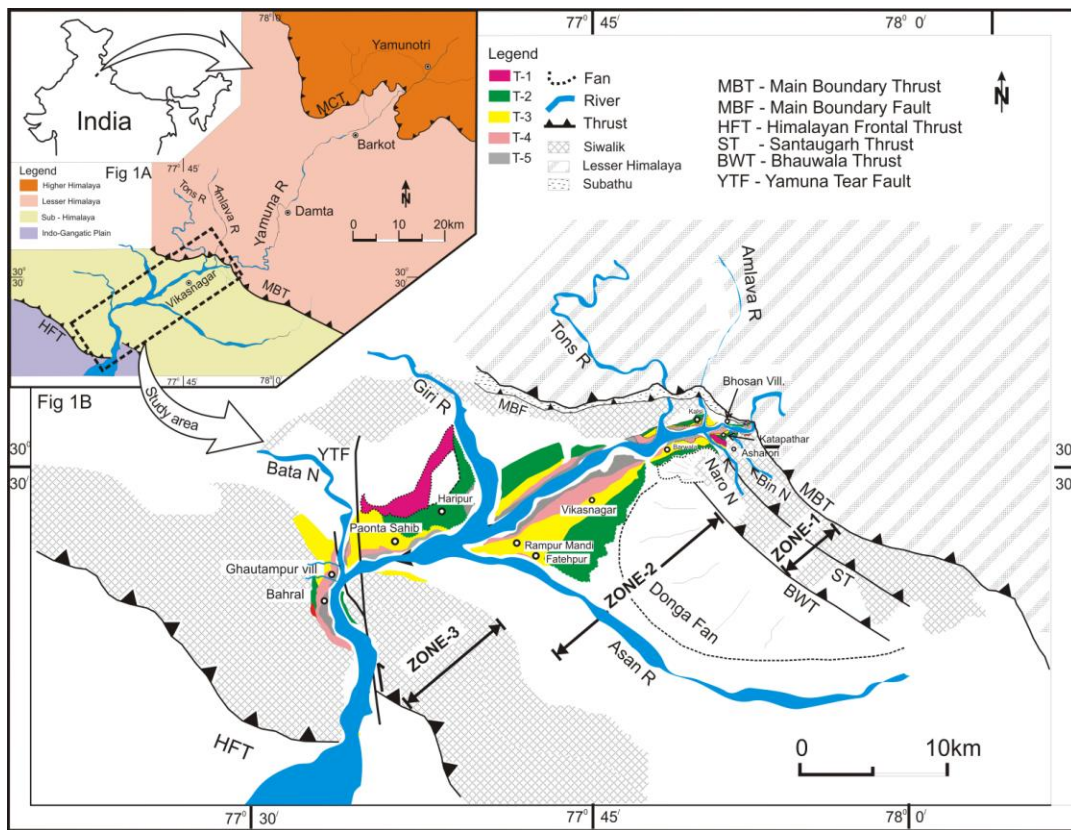 78° 0/
Yamunotri
MCT
India
Barkot
Fig 1A
77° 45/
N
Legend
Higher Himalaya
Lesser Himalaya
Sub - Himalaya
Indo-Gangatic Plain
Tons R
Amlava R
Yamuna R
Damta
0 10 20km
30°
30/
30°
30/
Vikasnagar
MBT
HFT
77° 45/
78° 0/
Study area
77° 45/
78° 0/
Legend
T-1
T-2
T-3
T-4
T-5
Fan
River
Thrust
Siwalik
Lesser Himalaya
Subathu
MBT - Main Boundary Thrust
MBF - Main Boundary Fault
HFT - Himalayan Frontal Thrust
ST - Santaugarh Thrust
BWT - Bhauwala Thrust
YTF - Yamuna Tear Fault
N
Fig 1B
Tons R
Amlava R
Bhosan Vill.
Giri R
MBF
Katapathar
Asharon
30°
30/
30
30
Bata N
YTF
Naro N
Bin N
MBT
Haripur
Vikasnagar
Paonta Sahib
Rampur Mandi
Fatehpur
ZONE-1
ZONE-2
ST
BWT
Ghautampur vill
Bahral
Donga Fan
ZONE-3
Asan R
HFT
0 10km
77° 30/
77° 45/
78° 0/